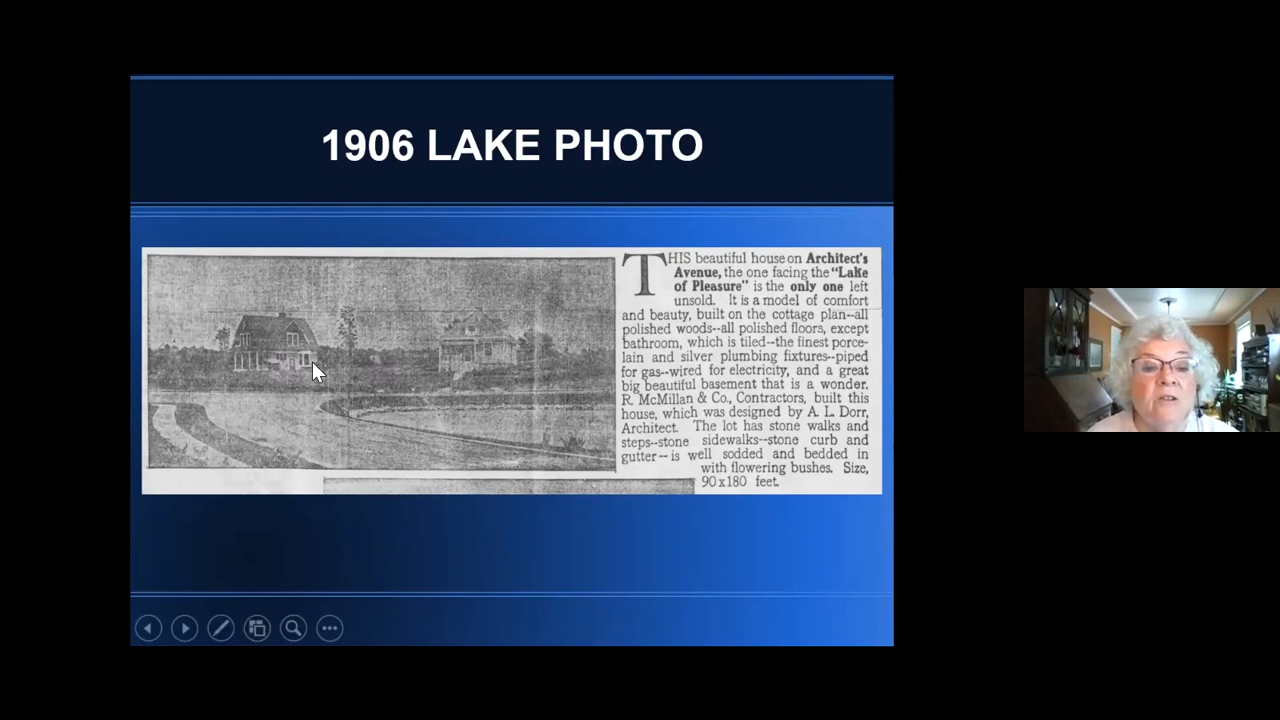 1906 LAKE PHOTO
THIS beautiful house on Architect's
Avenue, the one facing the "Lake
of Pleasure" is the only one left
unsold. It is a model of comfort
and beauty, built on the cottage plan--all
polished woods--all polished floors, except
bathroom, which is tiled--the finest porce-
lain and silver plumbing fixtures--piped
for gas--wired for electricity, and a great
big beautiful basement that is a wonder.
R. McMillan & Co., Contractors, built this
house, which was designed by A. L. Dorr,
Architect. The lot has stone walks and
steps--stone sidewalks--stone curb and
gutter--is well sodded and bedded in
with flowering bushes. Size,
90x180 feet.